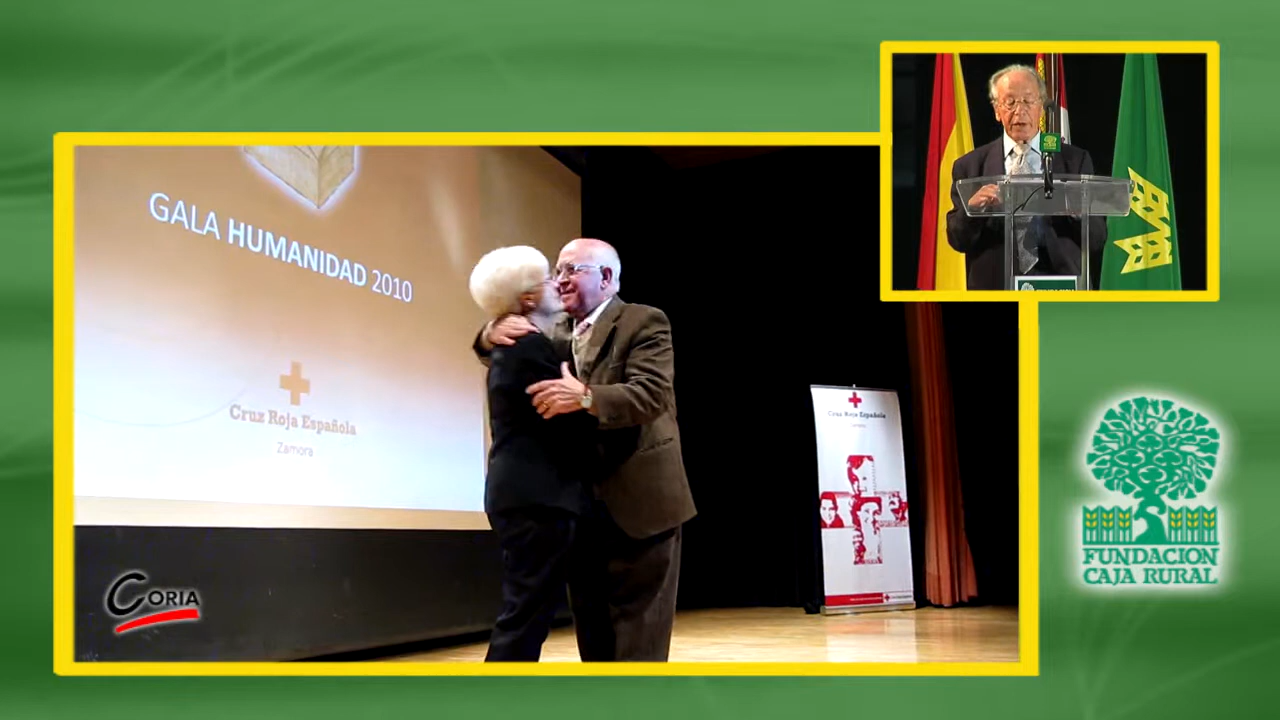 GALA HUMANIDAD 2010
Cruz Roja Española
Zamora
Cruz Roja Española
CORIA
FUNDACION
CAJA RURAL